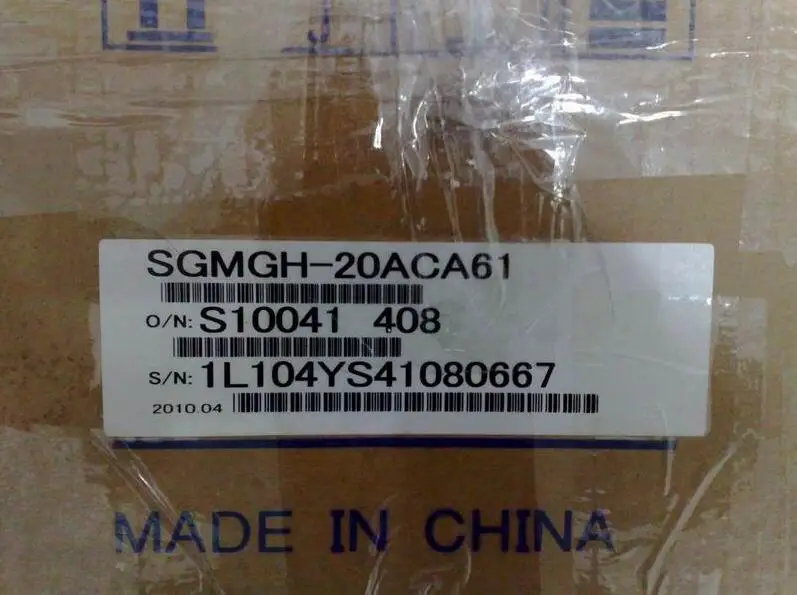 SGMGH-20ACA61
O/N: S10041 408
S/N: 1L104YS41080667
2010.04
MADE IN CHINA